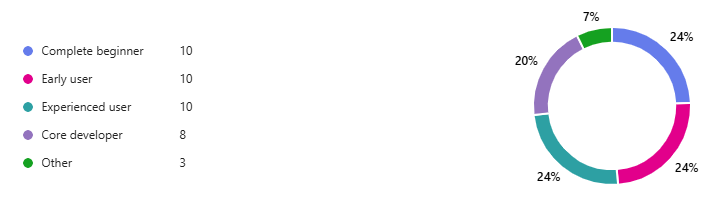 Complete beginner 10
Early user 10
Experienced user 10
Core developer 8
Other 3
7%
24%
20%
24%
24%